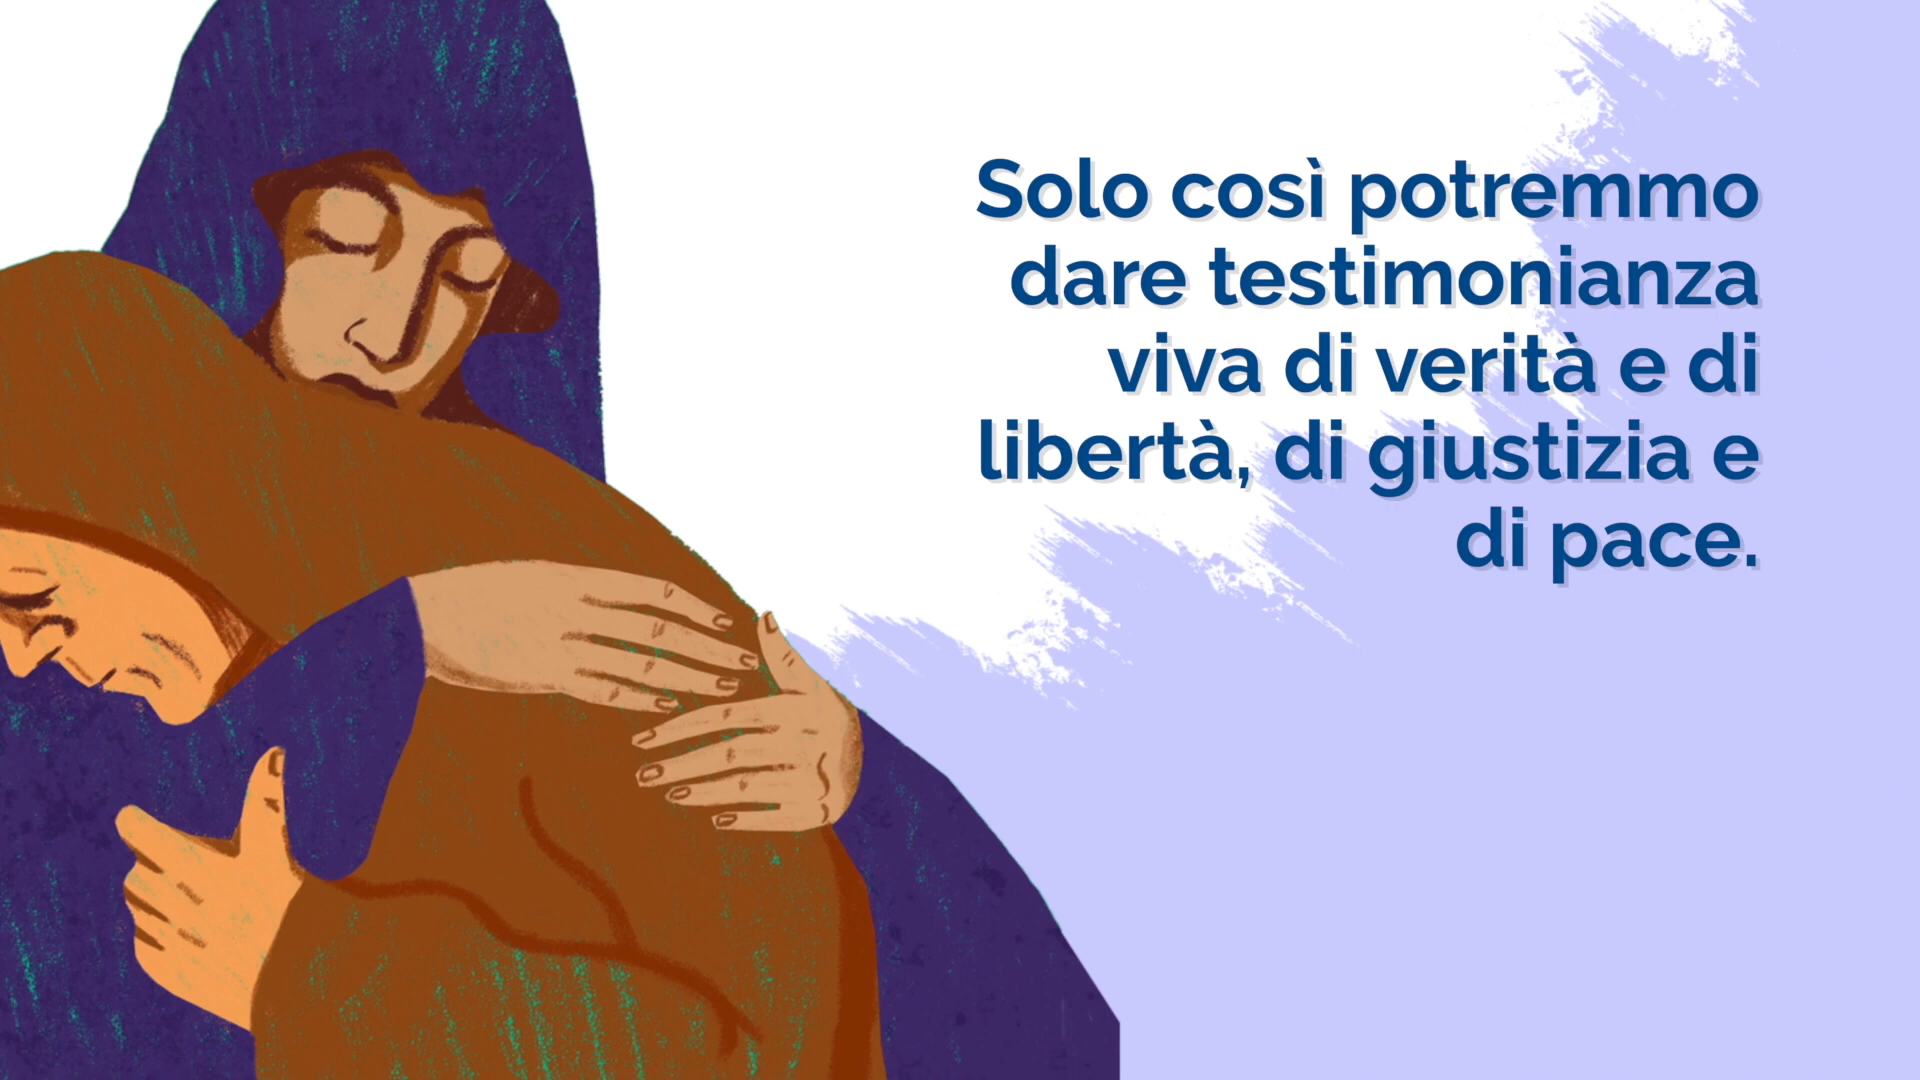 Solo così potremmo
dare testimonianza
viva di verità e di
libertà, di giustizia e
di pace.